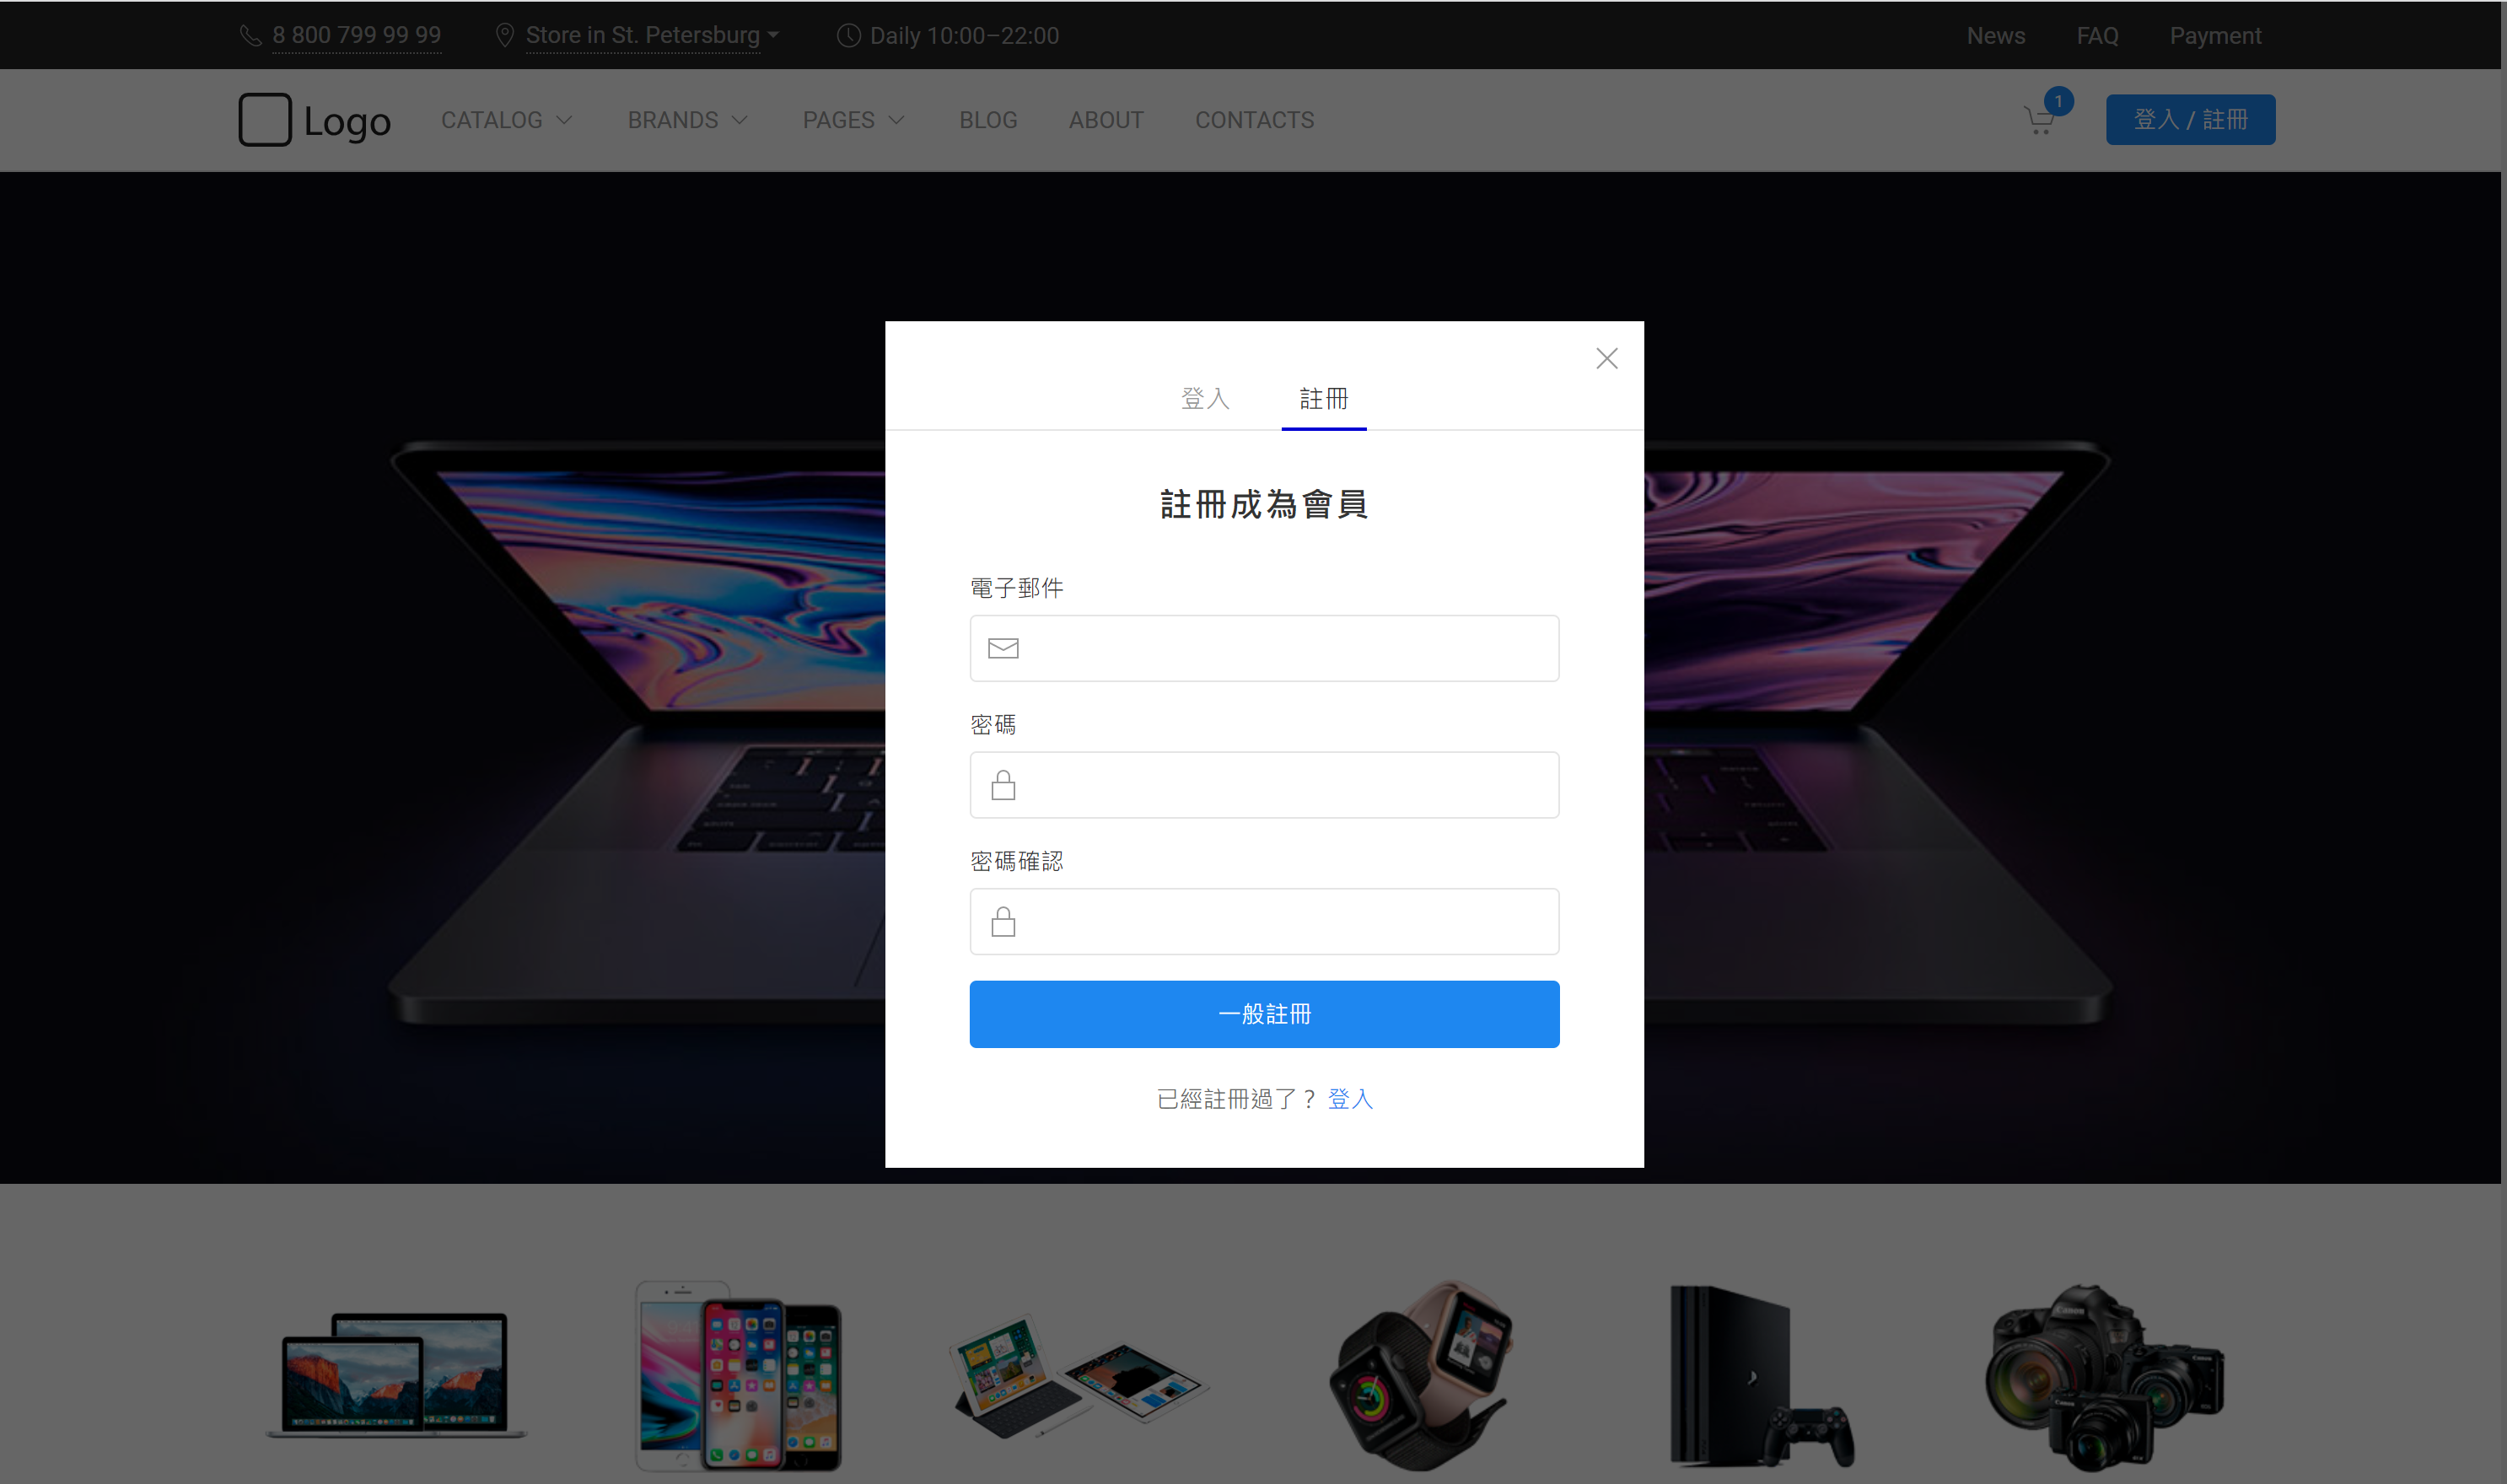 8 800 799 99 99
Store in St. Petersburg
Daily 10:00–22:00
News
FAQ
Payment
Logo
CATALOG
BRANDS
PAGES
BLOG
ABOUT
CONTACTS
1
登入 / 註冊
登入
註冊
註冊成為會員
電子郵件
密碼
密碼確認
一般註冊
已經註冊過了？ 登入